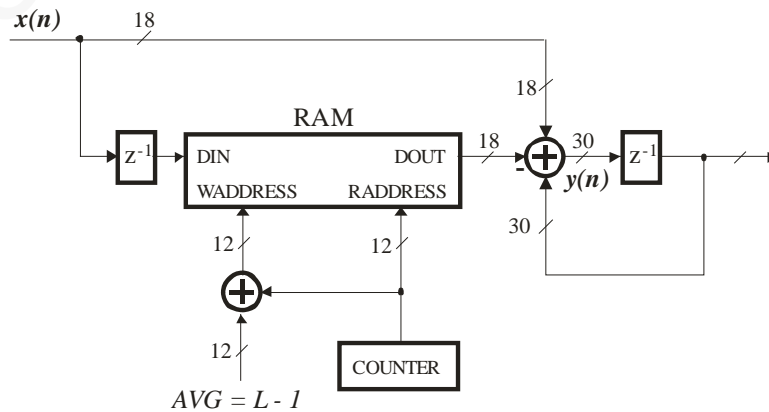 x(n)
18
18
RAM
z-1
DIN
DOUT
18
30
z-1
-
y(n)
WADDRESS
RADDRESS
12
12
30
12
COUNTER
AVG = L - 1